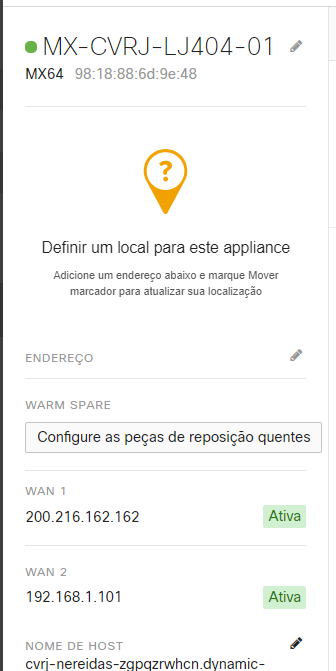 MX-CVRJ-LJ404-01
MX64 98:18:88:6d:9e:48
?
Definir um local para este appliance
Adicione um endereço abaixo e marque Mover
marcador para atualizar sua localização
ENDEREÇO
WARM SPARE
Configure as peças de reposição quentes
WAN 1
200.216.162.162 Ativa
WAN 2
192.168.1.101 Ativa
NOME DE HOST
cvrj-nereidas-zgpqzrwhcn.dynamic-